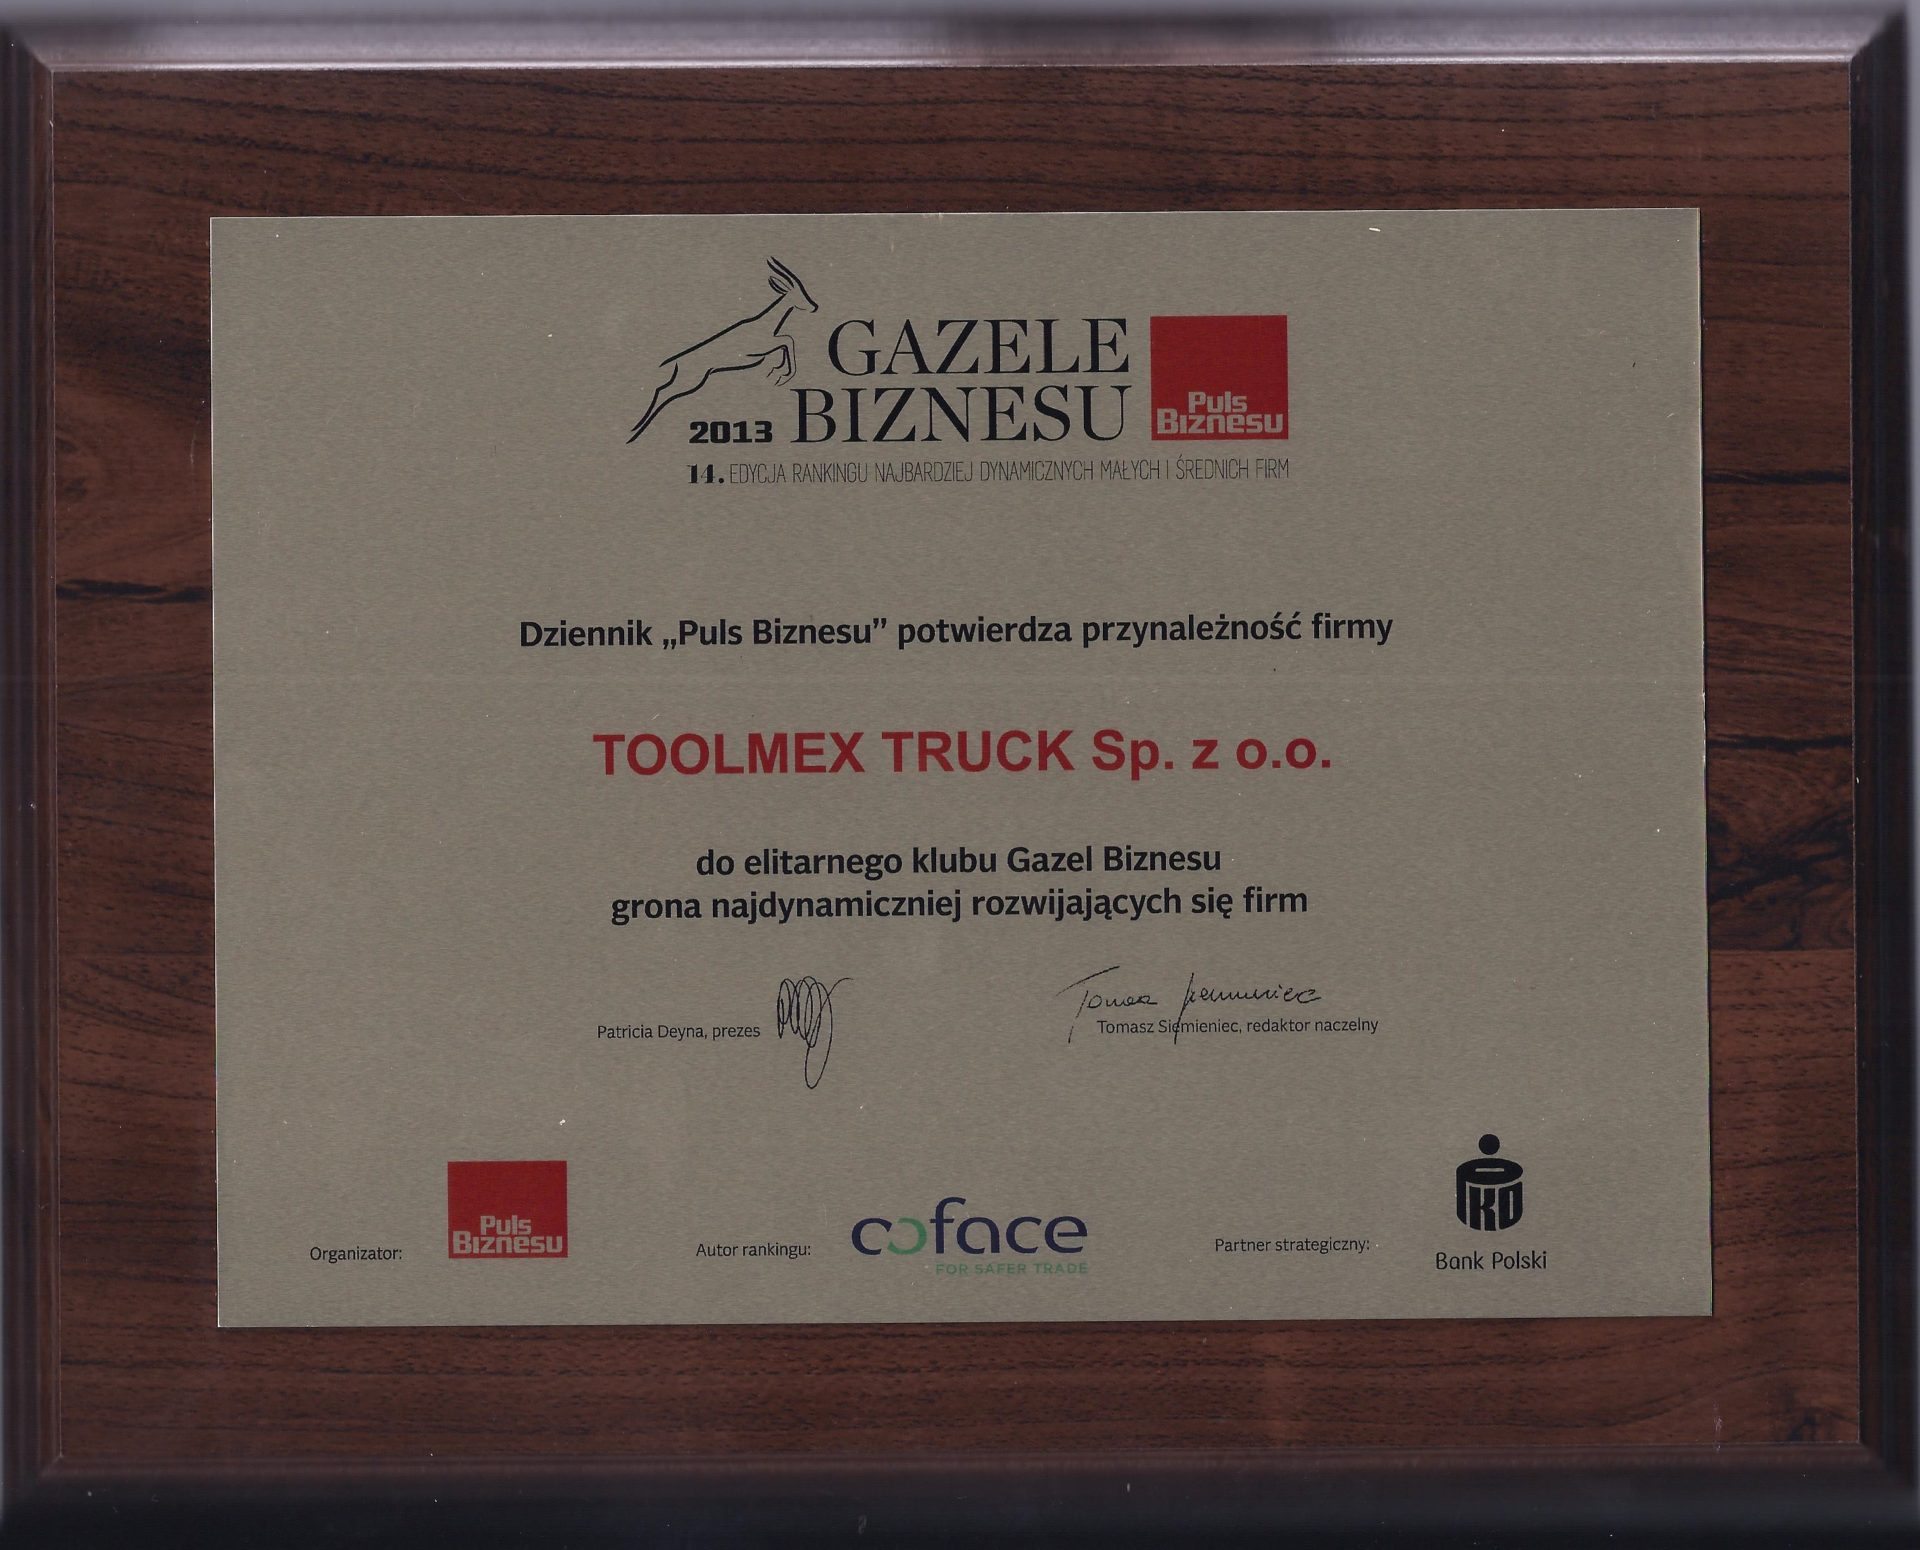 GAZELE
BIZNESU
2013
Puls
Biznesu
14. EDYCJA RANKINGU NAJBARDZIEJ DYNAMICZNYCH MAŁYCH I ŚREDNICH FIRM
Dziennik „Puls Biznesu” potwierdza przynależność firmy
TOOLMEX TRUCK Sp. z o.o.
do elitarnego klubu Gazel Biznesu
grona najdynamiczniej rozwijających się firm
Patricia Deyna, prezes
Tomasz Siemieniec
Tomasz Siemieniec, redaktor naczelny
Organizator:
Puls
Biznesu
Autor rankingu:
coface
FOR SAFER TRADE
Partner strategiczny:
PKO
Bank Polski